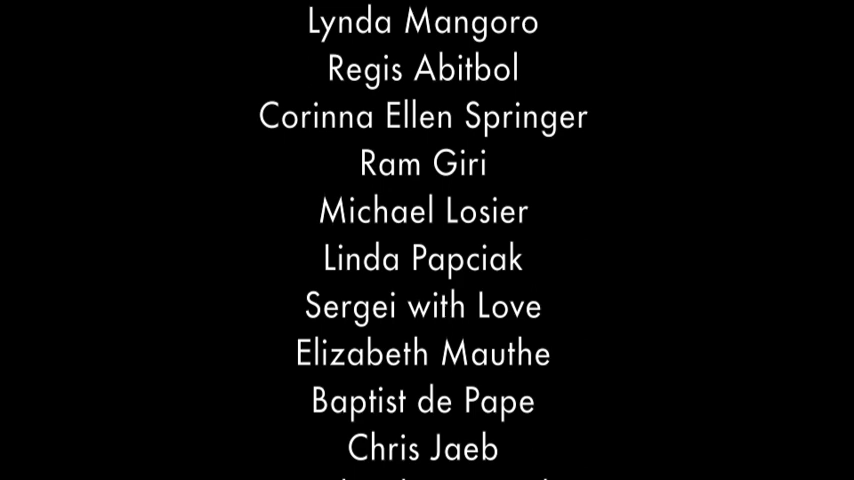 Lynda Mangoro
Regis Abitbol
Corinna Ellen Springer
Ram Giri
Michael Losier
Linda Papciak
Sergei with Love
Elizabeth Mauthe
Baptist de Pape
Chris Jaeb